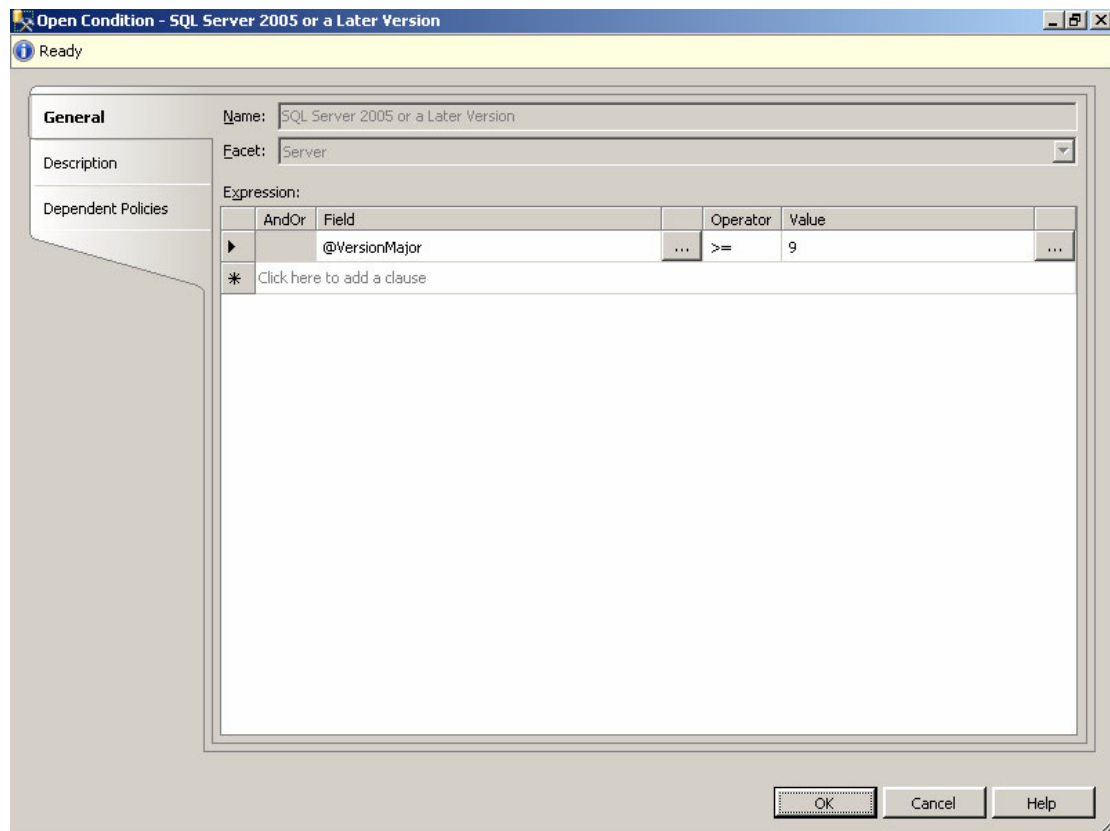 Open Condition - SQL Server 2005 or a Later Version
Ready
General
Description
Dependent Policies
Name: SQL Server 2005 or a Later Version
Facet: Server
Expression:
AndOr Field Operator Value
@VersionMajor ... >= 9 ...
Click here to add a clause
OK Cancel Help